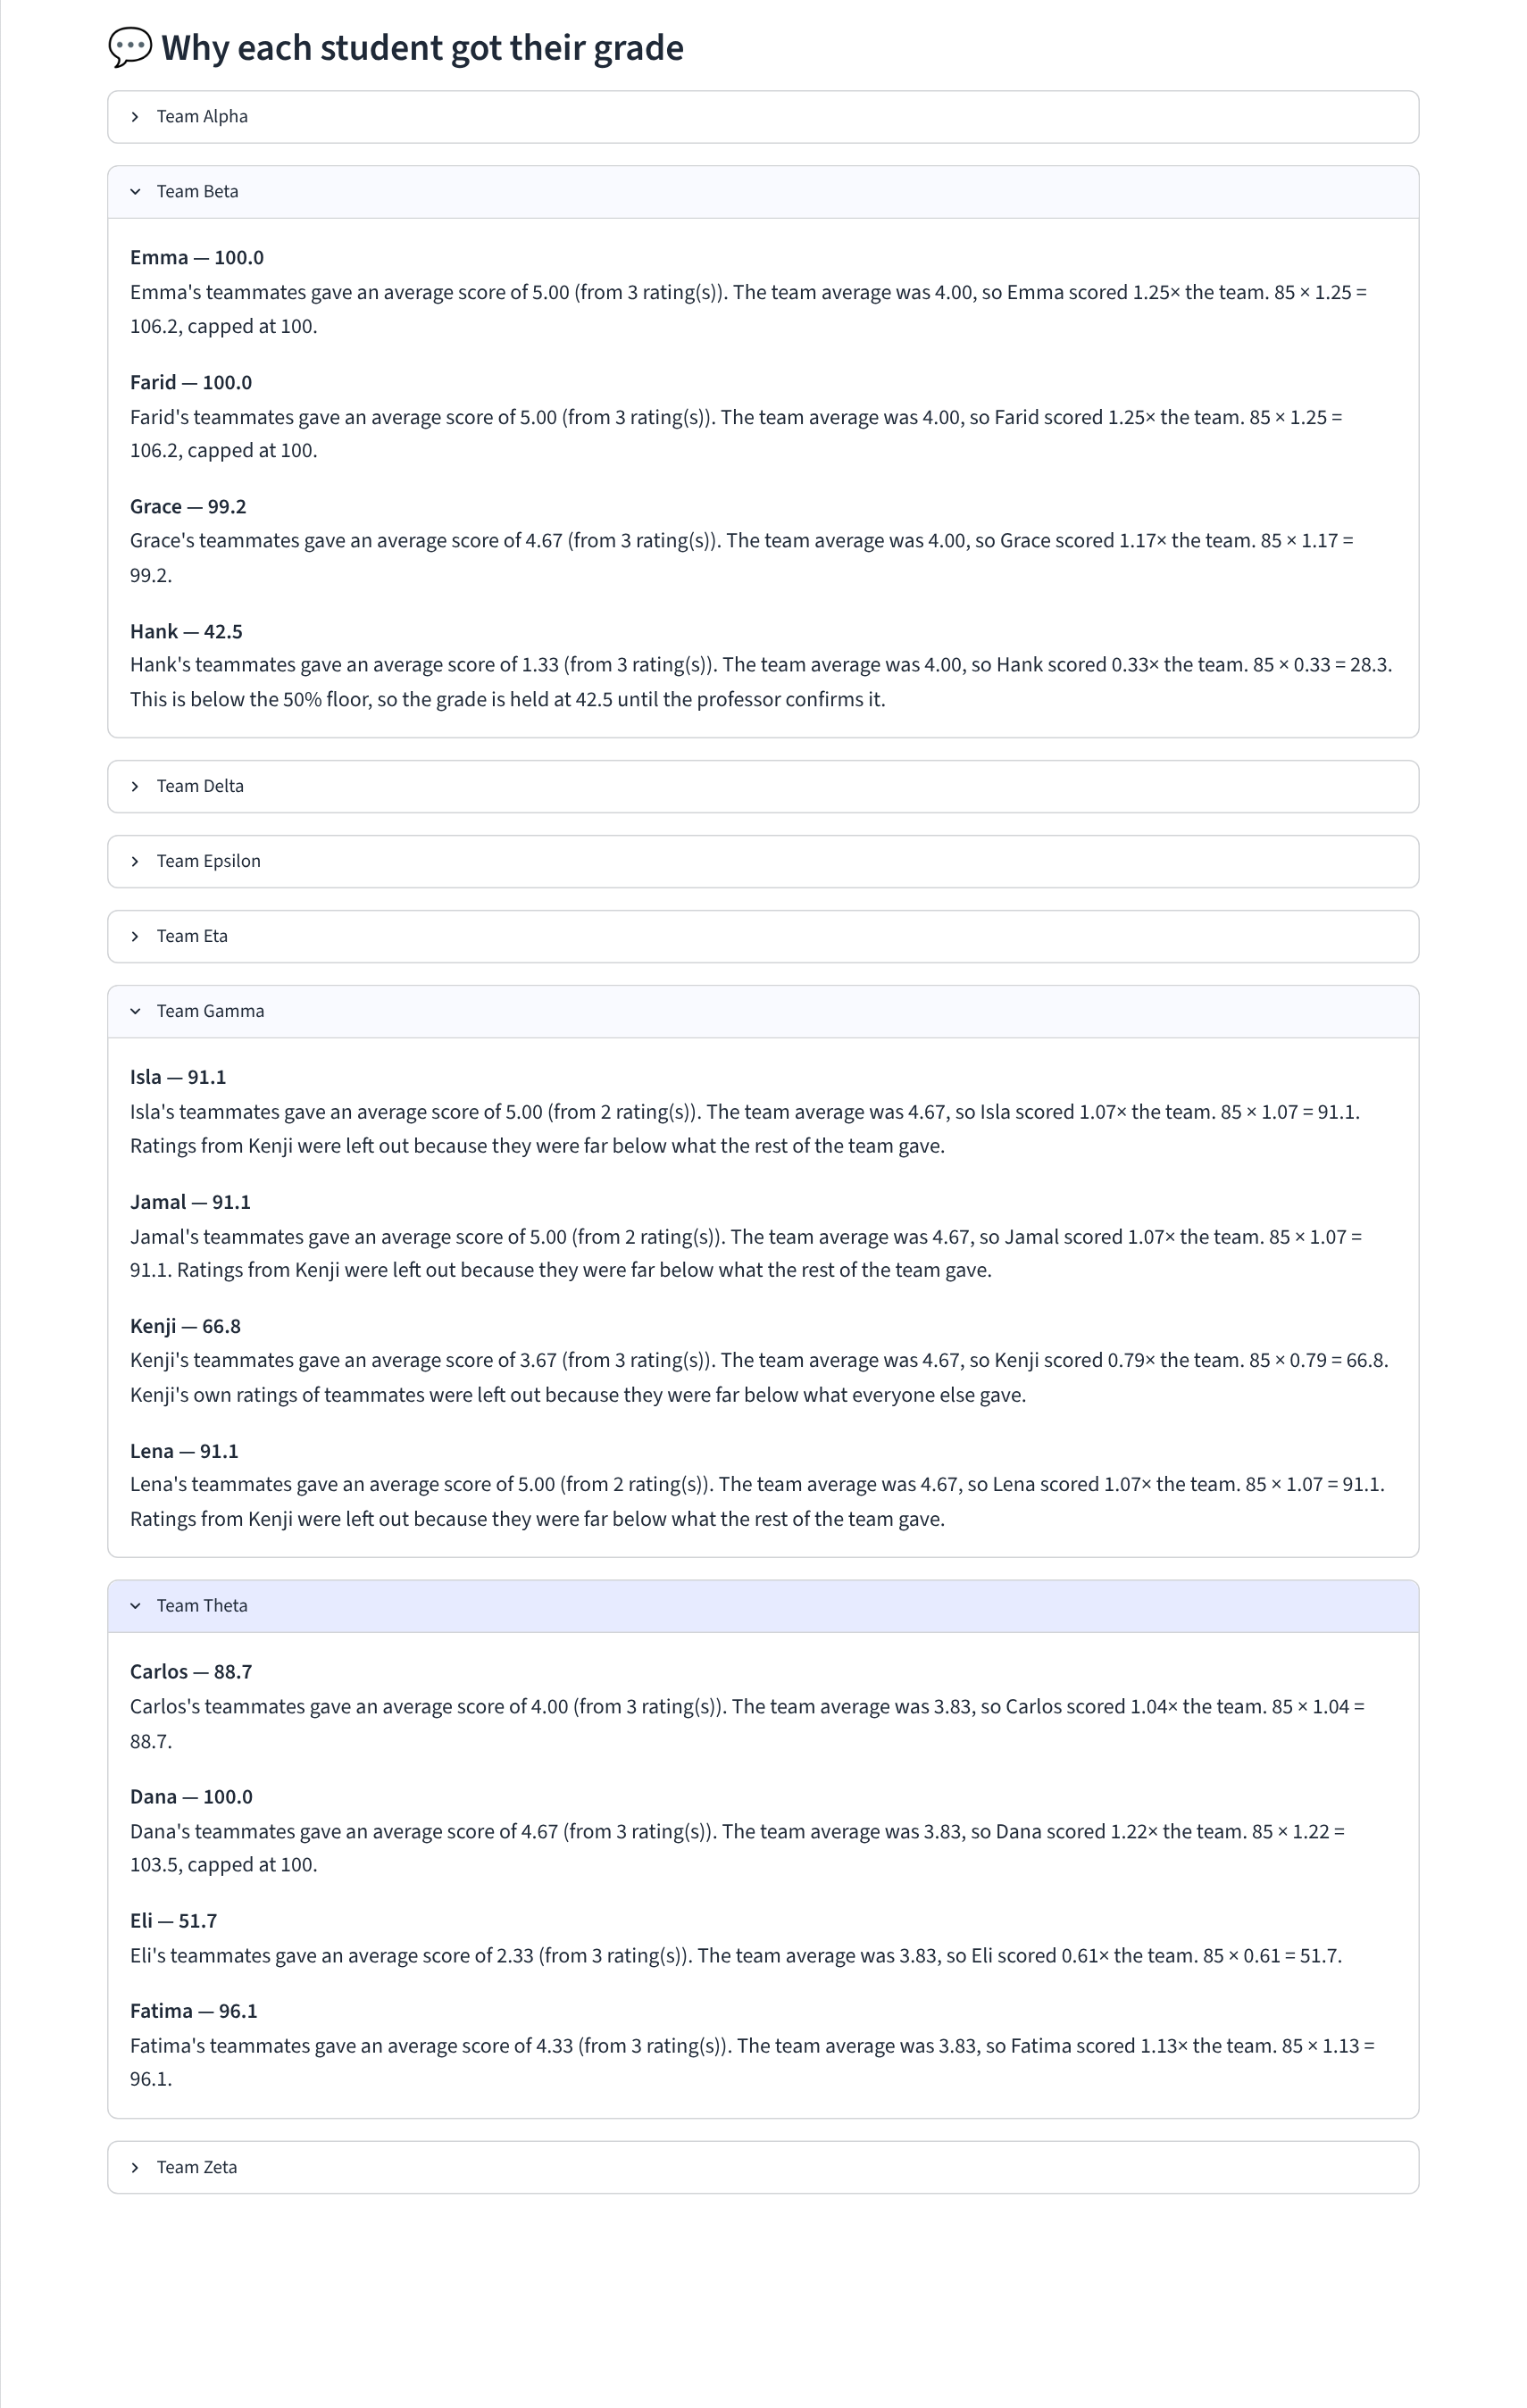 💬 Why each student got their grade
Team Alpha
Team Beta
Emma — 100.0
Emma's teammates gave an average score of 5.00 (from 3 rating(s)). The team average was 4.00, so Emma scored 1.25× the team. 85 × 1.25 =
106.2, capped at 100.
Farid — 100.0
Farid's teammates gave an average score of 5.00 (from 3 rating(s)). The team average was 4.00, so Farid scored 1.25× the team. 85 × 1.25 =
106.2, capped at 100.
Grace — 99.2
Grace's teammates gave an average score of 4.67 (from 3 rating(s)). The team average was 4.00, so Grace scored 1.17× the team. 85 × 1.17 =
99.2.
Hank — 42.5
Hank's teammates gave an average score of 1.33 (from 3 rating(s)). The team average was 4.00, so Hank scored 0.33× the team. 85 × 0.33 = 28.3.
This is below the 50% floor, so the grade is held at 42.5 until the professor confirms it.
Team Delta
Team Epsilon
Team Eta
Team Gamma
Isla — 91.1
Isla's teammates gave an average score of 5.00 (from 2 rating(s)). The team average was 4.67, so Isla scored 1.07× the team. 85 × 1.07 = 91.1.
Ratings from Kenji were left out because they were far below what the rest of the team gave.
Jamal — 91.1
Jamal's teammates gave an average score of 5.00 (from 2 rating(s)). The team average was 4.67, so Jamal scored 1.07× the team. 85 × 1.07 =
91.1. Ratings from Kenji were left out because they were far below what the rest of the team gave.
Kenji — 66.8
Kenji's teammates gave an average score of 3.67 (from 3 rating(s)). The team average was 4.67, so Kenji scored 0.79× the team. 85 × 0.79 = 66.8.
Kenji's own ratings of teammates were left out because they were far below what everyone else gave.
Lena — 91.1
Lena's teammates gave an average score of 5.00 (from 2 rating(s)). The team average was 4.67, so Lena scored 1.07× the team. 85 × 1.07 = 91.1.
Ratings from Kenji were left out because they were far below what the rest of the team gave.
Team Theta
Carlos — 88.7
Carlos's teammates gave an average score of 4.00 (from 3 rating(s)). The team average was 3.83, so Carlos scored 1.04× the team. 85 × 1.04 =
88.7.
Dana — 100.0
Dana's teammates gave an average score of 4.67 (from 3 rating(s)). The team average was 3.83, so Dana scored 1.22× the team. 85 × 1.22 =
103.5, capped at 100.
Eli — 51.7
Eli's teammates gave an average score of 2.33 (from 3 rating(s)). The team average was 3.83, so Eli scored 0.61× the team. 85 × 0.61 = 51.7.
Fatima — 96.1
Fatima's teammates gave an average score of 4.33 (from 3 rating(s)). The team average was 3.83, so Fatima scored 1.13× the team. 85 × 1.13 =
96.1.
Team Zeta